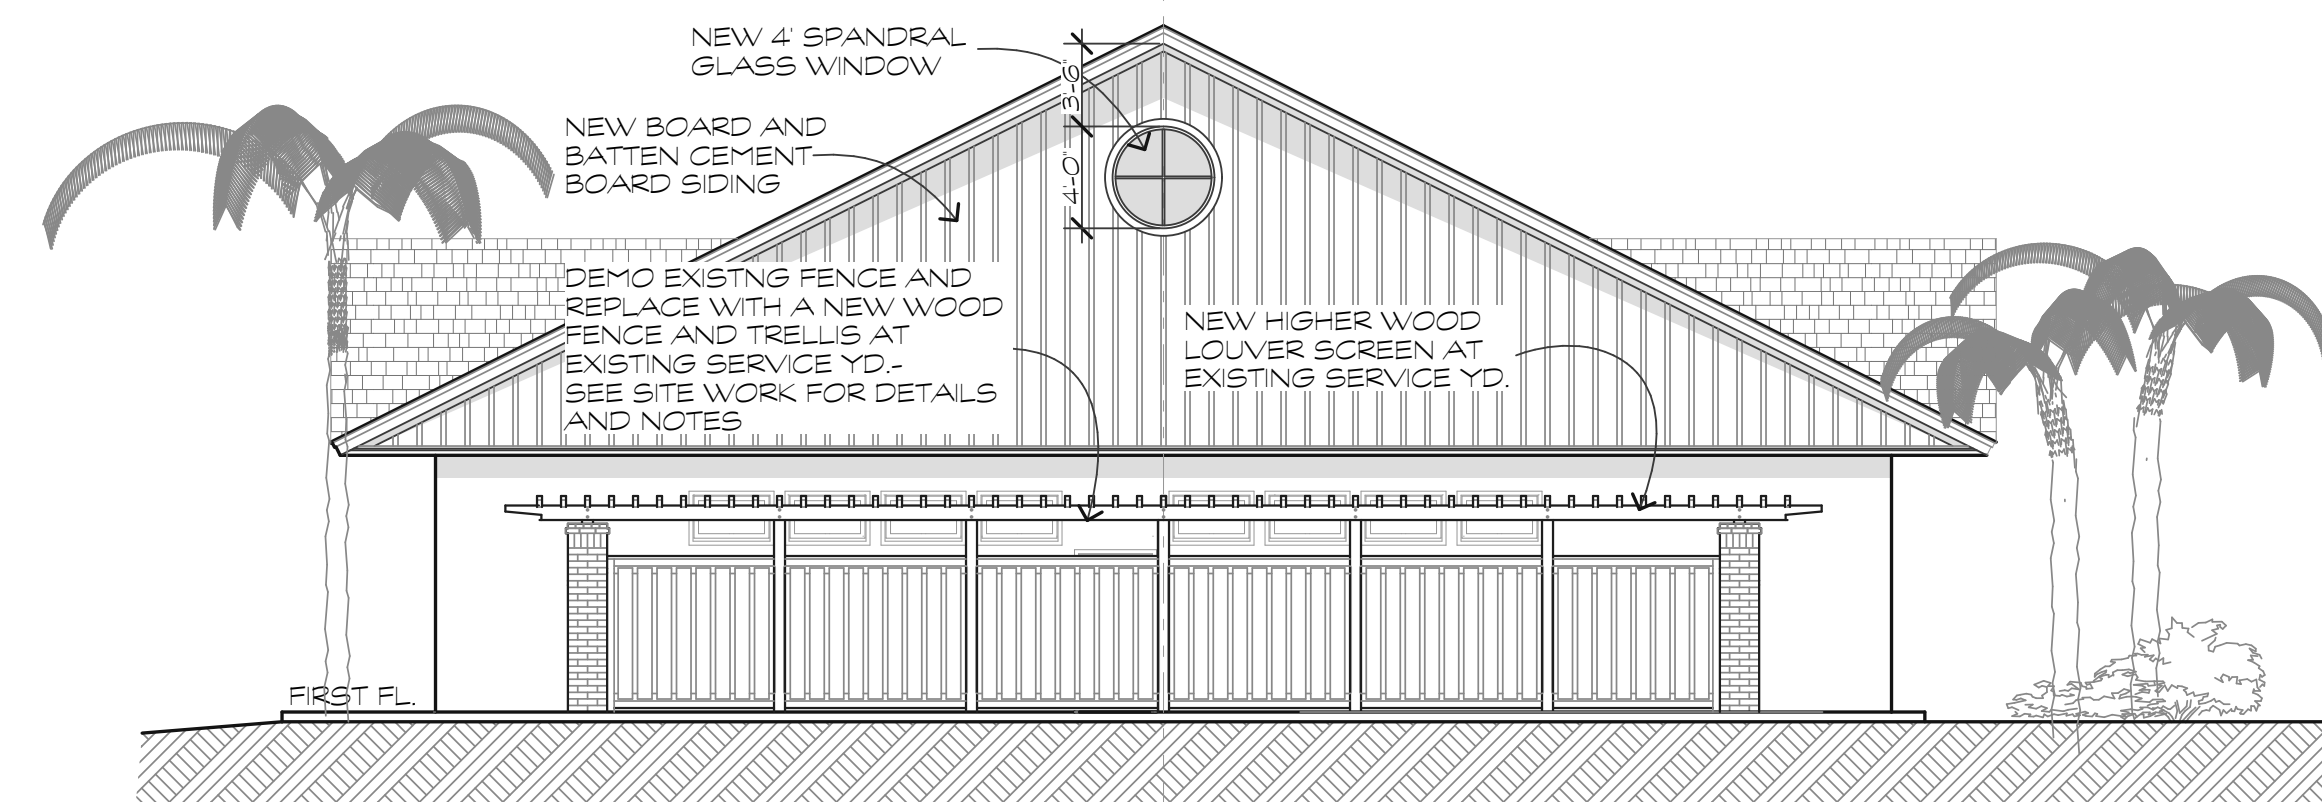 NEW 4' SPANDRAL
GLASS WINDOW
3'-6"
NEW BOARD AND
BATTEN CEMENT
BOARD SIDING
4'-0"
DEMO EXISTNG FENCE AND
REPLACE WITH A NEW WOOD
FENCE AND TRELLIS AT
EXISTING SERVICE YD.-
SEE SITE WORK FOR DETAILS
AND NOTES
NEW HIGHER WOOD
LOUVER SCREEN AT
EXISTING SERVICE YD.
FIRST FL.